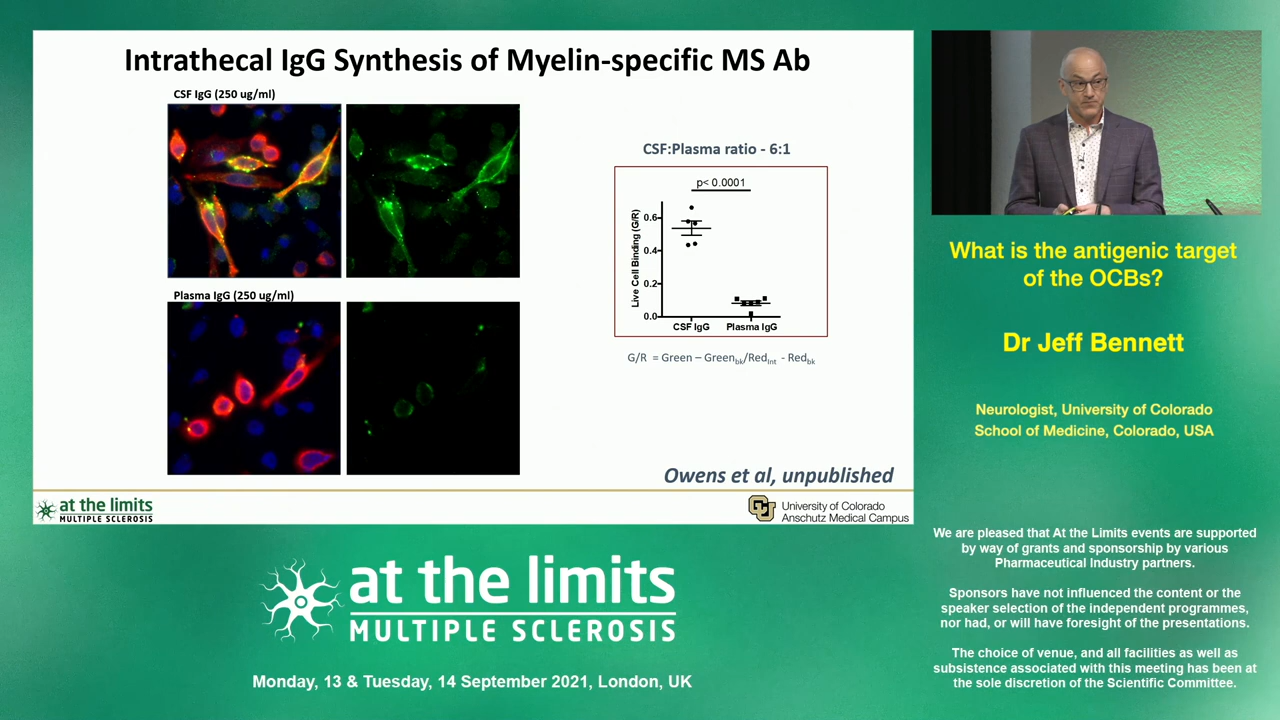 Intrathecal IgG Synthesis of Myelin-specific MS Ab
CSF IgG (250 ug/ml)
Plasma IgG (250 ug/ml)
CSF:Plasma ratio - 6:1
p< 0.0001
Live Cell Binding (G/R)
0.6
0.4
0.2
0.0
CSF IgG
Plasma IgG
G/R = Green – Greenbk/RedInt - Redbk
Owens et al, unpublished
at the limits
MULTIPLE SCLEROSIS
CU
University of Colorado
Anschutz Medical Campus
What is the antigenic target
of the OCBs?
Dr Jeff Bennett
Neurologist, University of Colorado
School of Medicine, Colorado, USA
We are pleased that At the Limits events are supported
by way of grants and sponsorship by various
Pharmaceutical Industry partners.
Sponsors have not influenced the content or the
speaker selection of the independent programmes,
nor had, or will have foresight of the presentations.
The choice of venue, and all facilities as well as
subsistence associated with this meeting has been at
the sole discretion of the Scientific Committee.
at the limits
MULTIPLE SCLEROSIS
Monday, 13 & Tuesday, 14 September 2021, London, UK